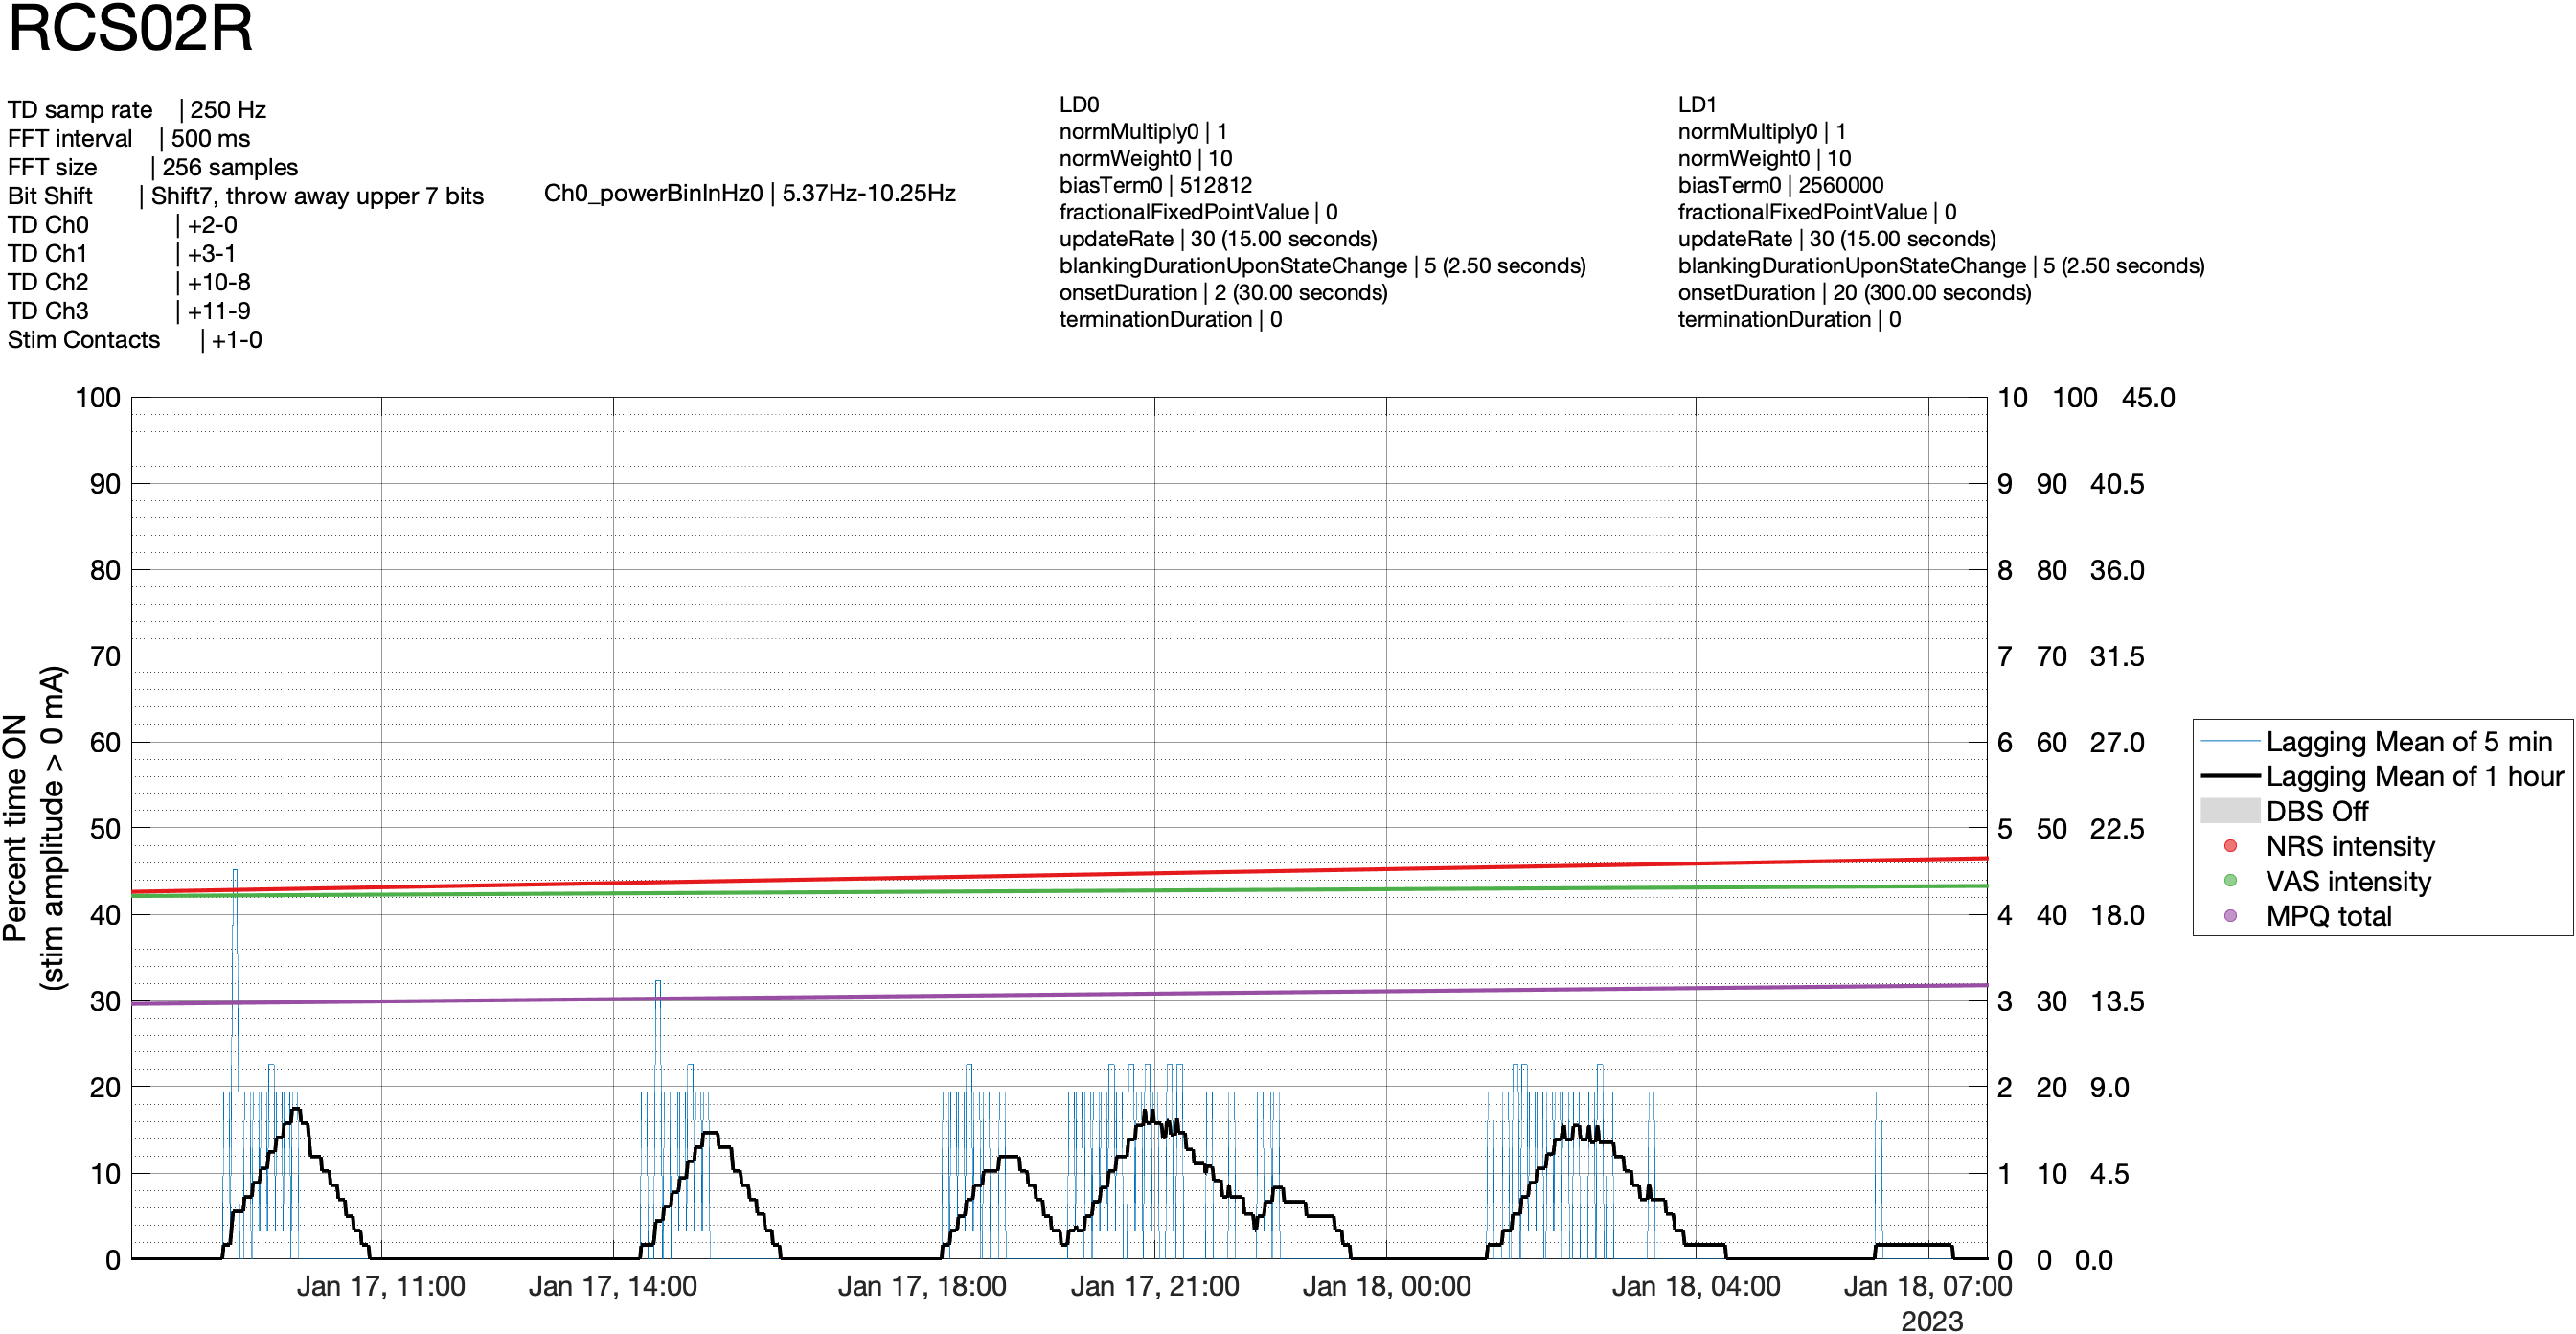 RCS02R
TD samp rate | 250 Hz
FFT interval | 500 ms
FFT size | 256 samples
Bit Shift | Shift7, throw away upper 7 bits
TD Ch0 | +2-0
TD Ch1 | +3-1
TD Ch2 | +10-8
TD Ch3 | +11-9
Stim Contacts | +1-0
Ch0_powerBinInHz0 | 5.37Hz-10.25Hz
LD0
normMultiply0 | 1
normWeight0 | 10
biasTerm0 | 512812
fractionalFixedPointValue | 0
updateRate | 30 (15.00 seconds)
blankingDurationUponStateChange | 5 (2.50 seconds)
onsetDuration | 2 (30.00 seconds)
terminationDuration | 0
LD1
normMultiply0 | 1
normWeight0 | 10
biasTerm0 | 2560000
fractionalFixedPointValue | 0
updateRate | 30 (15.00 seconds)
blankingDurationUponStateChange | 5 (2.50 seconds)
onsetDuration | 20 (300.00 seconds)
terminationDuration | 0
Percent time ON
(stim amplitude > 0 mA)
100
90
80
70
60
50
40
30
20
10
0
10 100 45.0
9 90 40.5
8 80 36.0
7 70 31.5
6 60 27.0
5 50 22.5
4 40 18.0
3 30 13.5
2 20 9.0
1 10 4.5
0 0 0.0
Jan 17, 11:00
Jan 17, 14:00
Jan 17, 18:00
Jan 17, 21:00
Jan 18, 00:00
Jan 18, 04:00
Jan 18, 07:00
2023
Lagging Mean of 5 min
Lagging Mean of 1 hour
DBS Off
NRS intensity
VAS intensity
MPQ total